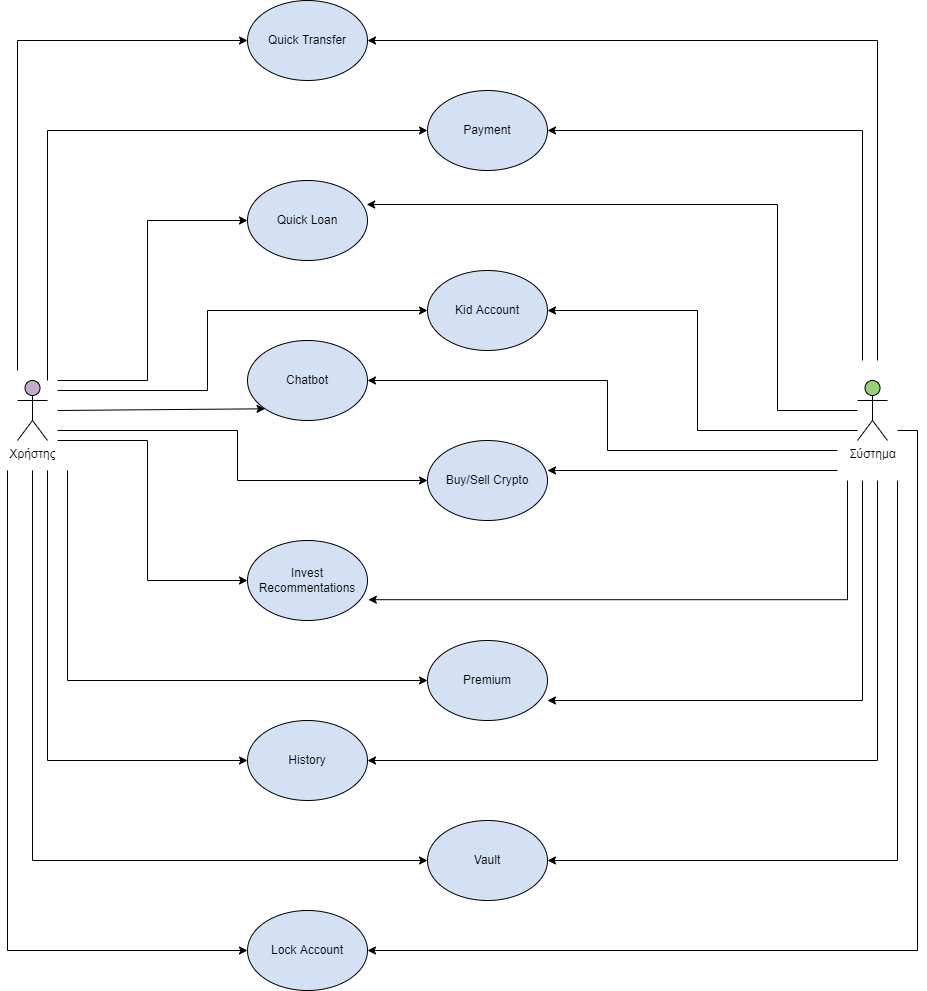 Quick Transfer
Payment
Quick Loan
Kid Account
Chatbot
Χρήστης
Σύστημα
Buy/Sell Crypto
Invest
Recommentations
Premium
History
Vault
Lock Account